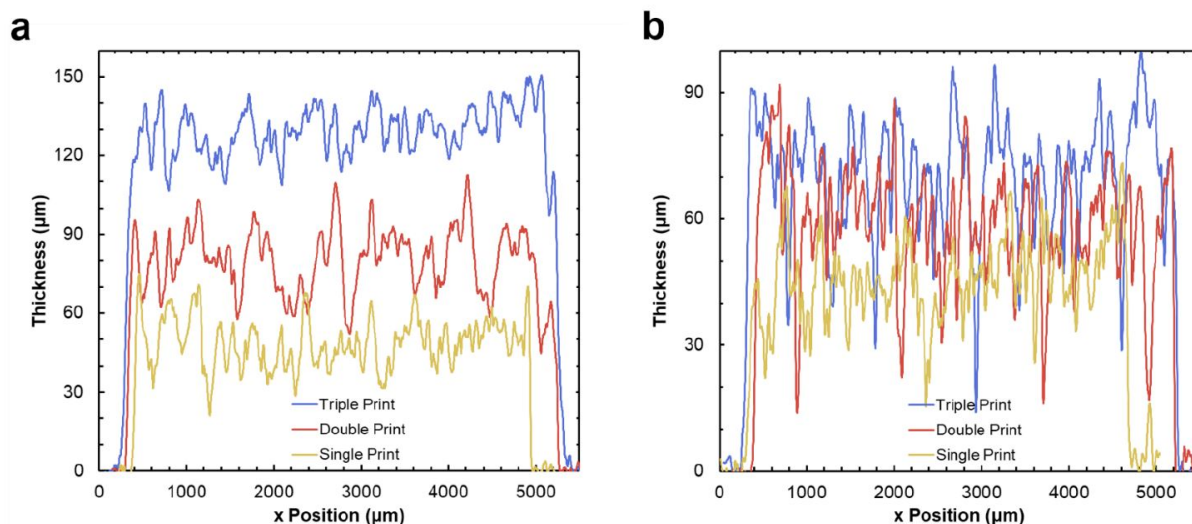 a
150
120
90
60
30
0
Thickness (µm)
Triple Print
Double Print
Single Print
0 1000 2000 3000 4000 5000
x Position (µm)
b
90
60
30
0
Thickness (µm)
Triple Print
Double Print
Single Print
0 1000 2000 3000 4000 5000
x Position (µm)